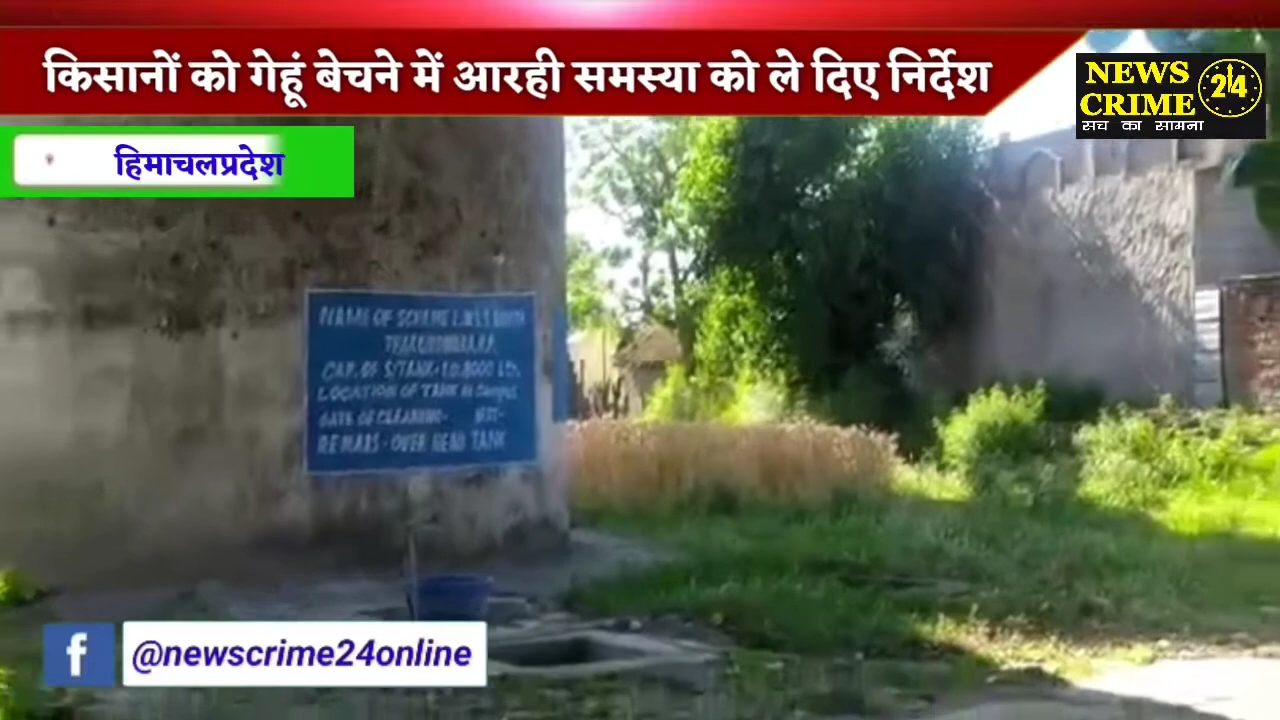 किसानों को गेहूं बेचने में आरही समस्या को ले दिए निर्देश
NEWS
CRIME 24
सच का सामना
हिमाचलप्रदेश
NAME OF SCHEME
CAP. OF S/TANK
LOCATION OF TANK
DATE OF CLEANING-
REMAKS - OVER HEAD TANK
f @newscrime24online